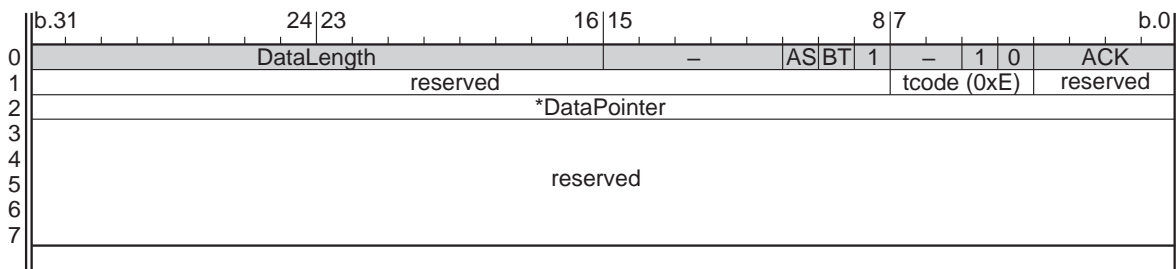 b.31 24 23 16 15 8 7 b.0
0 DataLength – AS BT 1 – 1 0 ACK
1 reserved tcode (0xE) reserved
2 *DataPointer
3
4
5 reserved
6
7